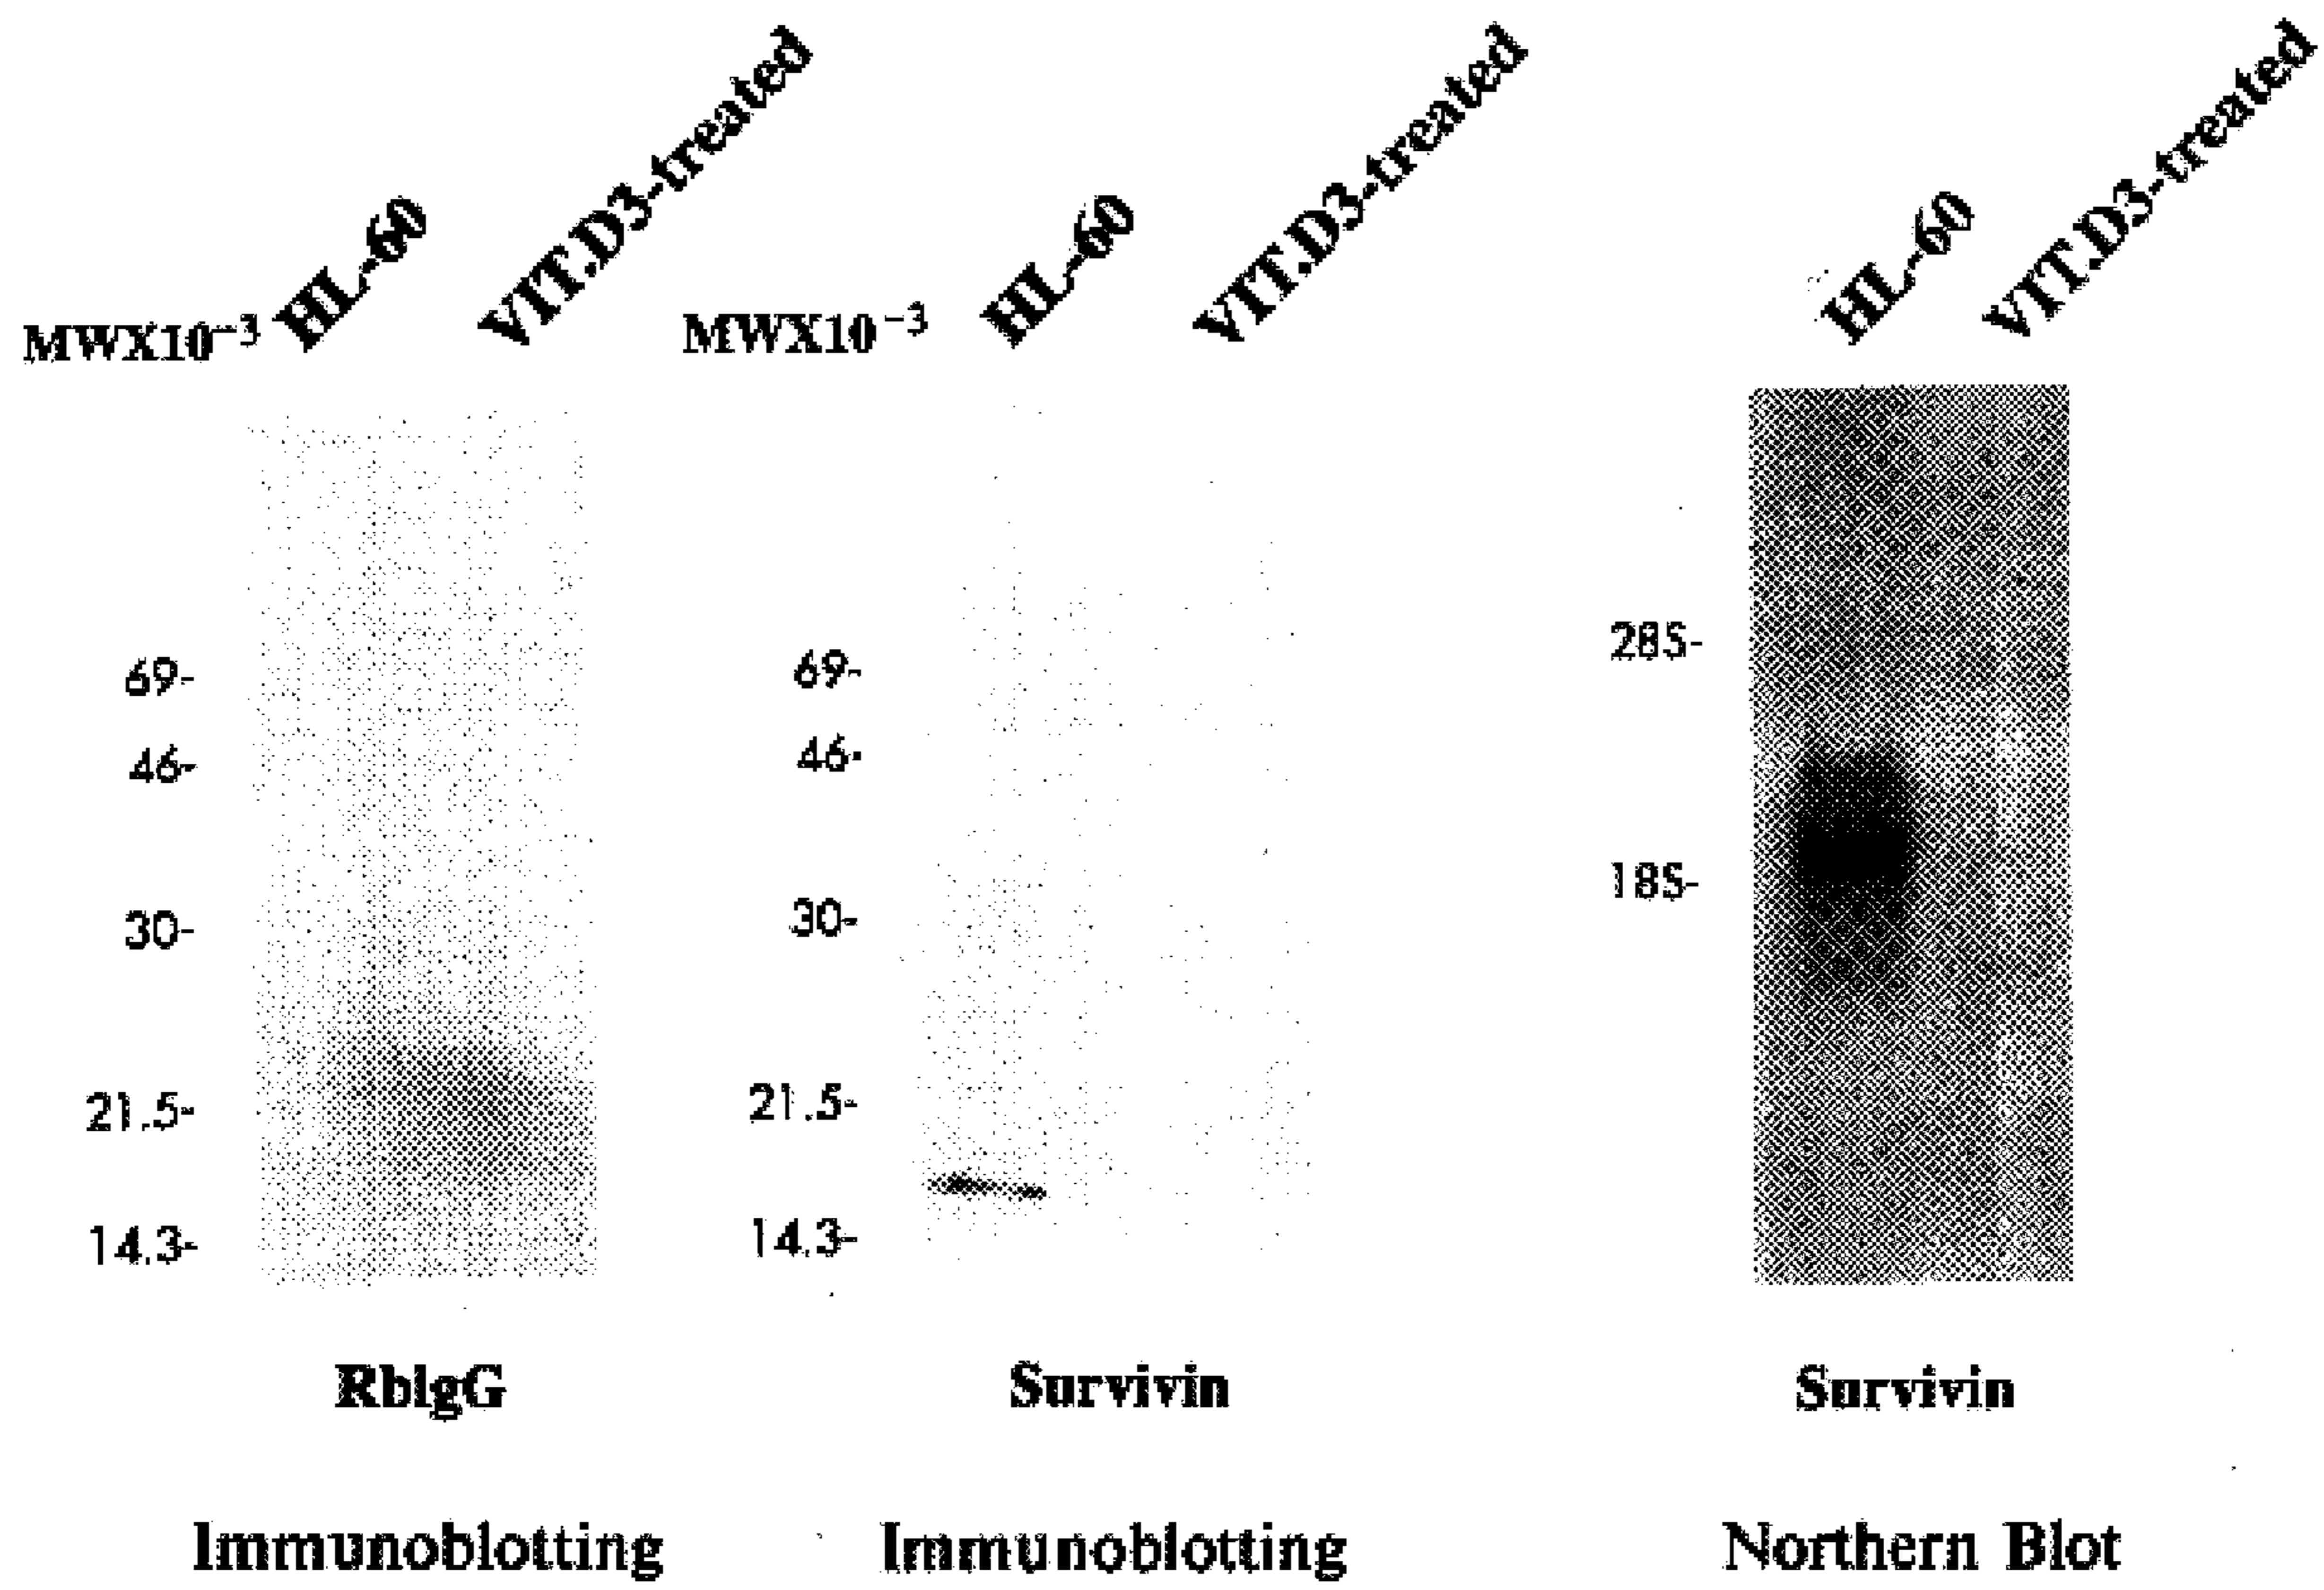 HL-60 VIT.D3-treated HL-60 VIT.D3-treated HL-60 VIT.D3-treated
MWX10⁻³ MWX10⁻³
28S-
69- 69-
46- 46-
18S-
30- 30-
21.5- 21.5-
14.3- 14.3-
RbIgG Survivin Survivin
Immunoblotting Immunoblotting Northern Blot